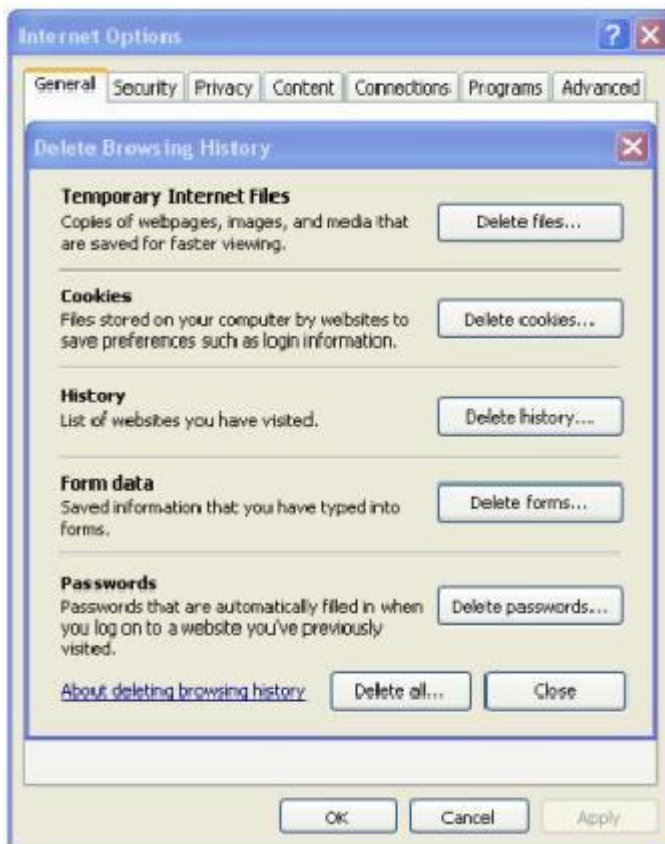 Internet Options
General Security Privacy Content Connections Programs Advanced
Delete Browsing History
Temporary Internet Files
Copies of webpages, images, and media that
are saved for faster viewing.
Delete files...
Cookies
Files stored on your computer by websites to
save preferences such as login information.
Delete cookies...
History
List of websites you have visited.
Delete history...
Form data
Saved information that you have typed into
forms.
Delete forms...
Passwords
Passwords that are automatically filled in when
you log on to a website you've previously
visited.
Delete passwords...
About deleting browsing history Delete all... Close
OK Cancel Apply